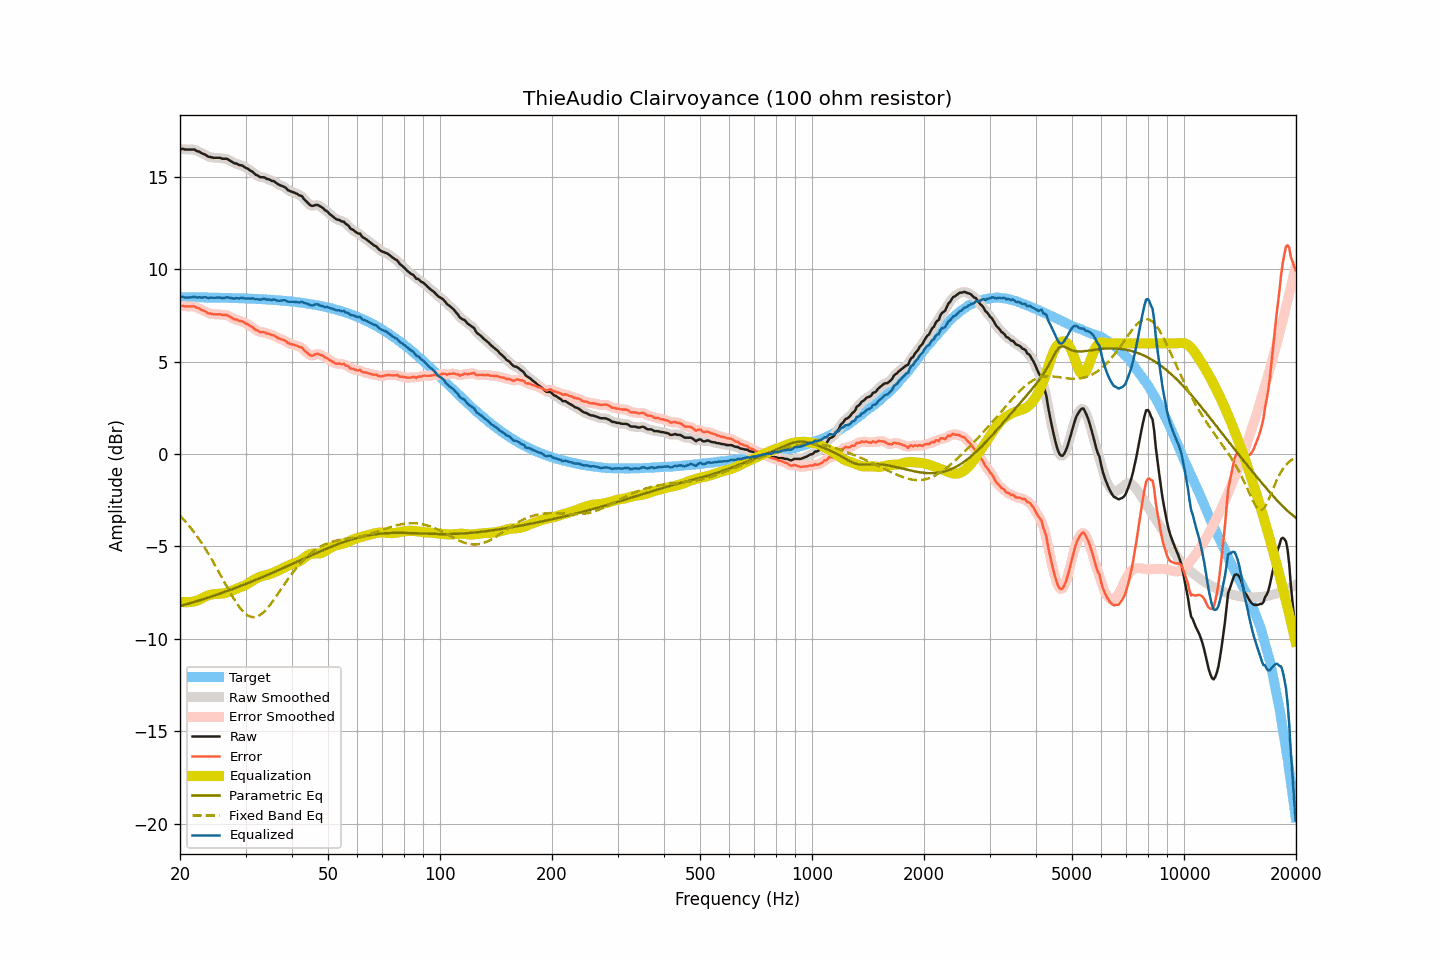 ThieAudio Clairvoyance (100 ohm resistor)
Amplitude (dBr)
15
10
5
0
−5
−10
−15
−20
Target
Raw Smoothed
Error Smoothed
Raw
Error
Equalization
Parametric Eq
Fixed Band Eq
Equalized
20 50 100 200 500 1000 2000 5000 10000 20000
Frequency (Hz)